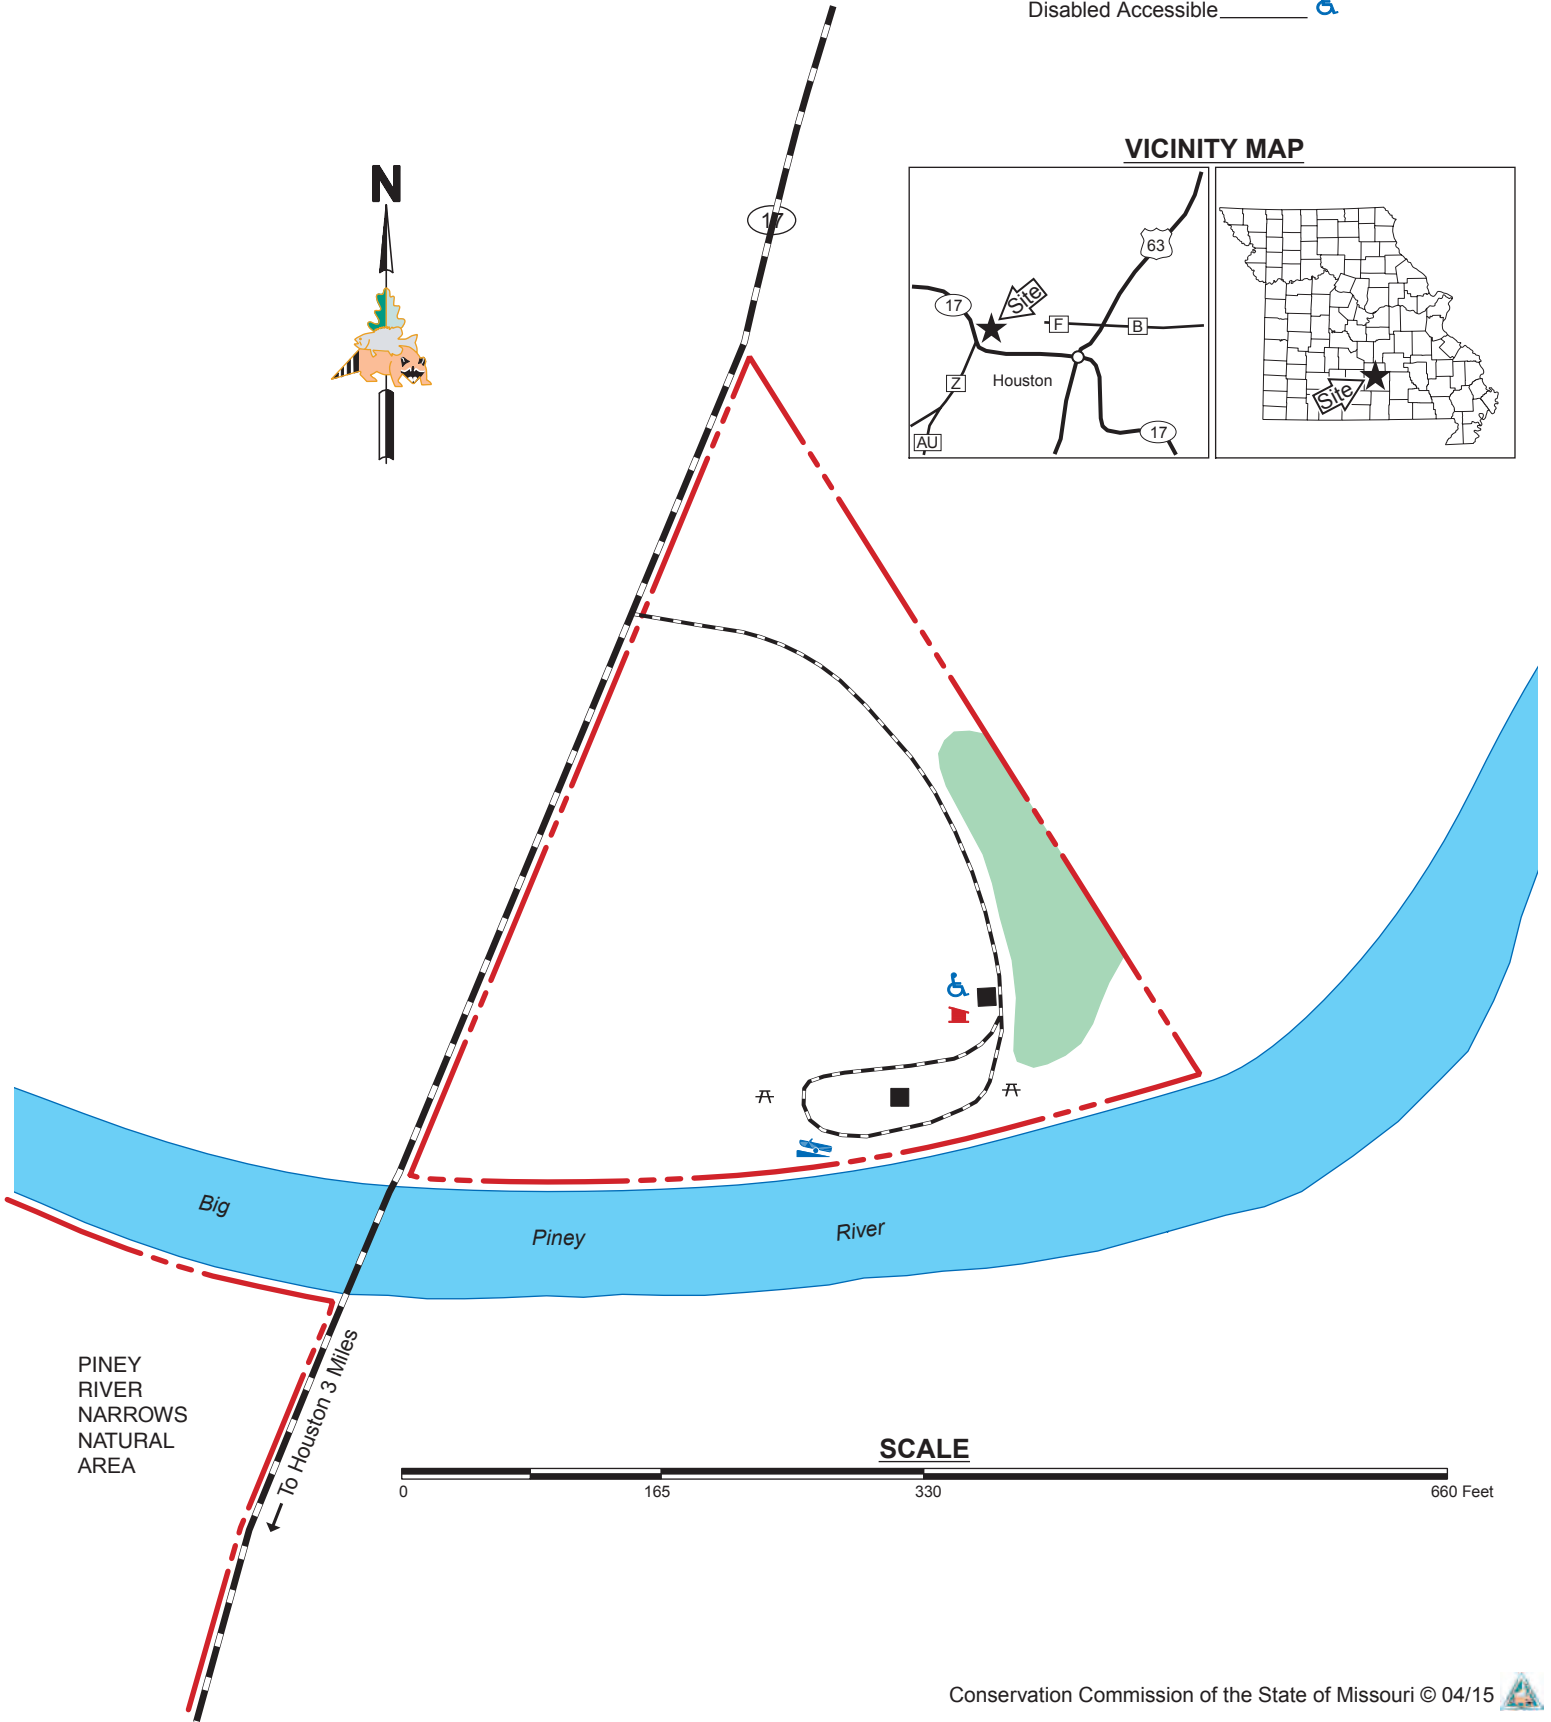 Disabled Accessible
VICINITY MAP
N
17
63
17
Site
F
B
Z
Houston
AU
17
Site
Big
Piney
River
PINEY
RIVER
NARROWS
NATURAL
AREA
To Houston 3 Miles
SCALE
0 165 330 660 Feet
Conservation Commission of the State of Missouri © 04/15